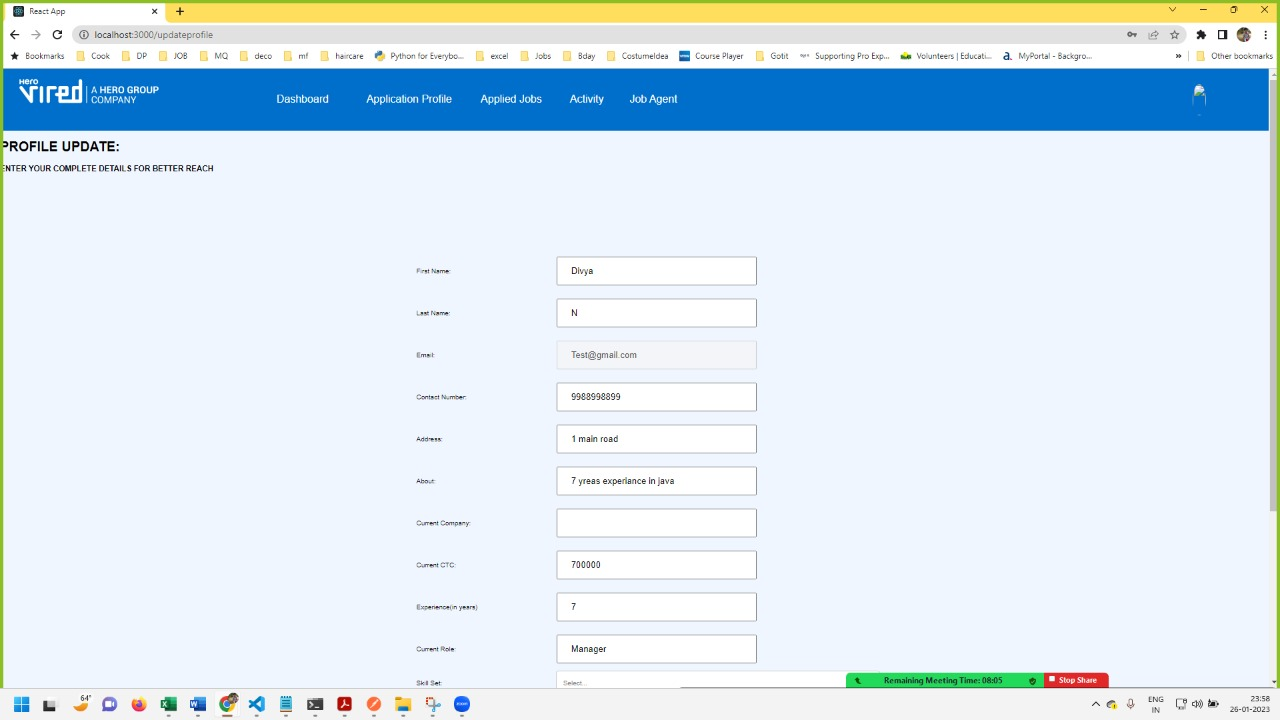 React App
localhost:3000/updateprofile
Bookmarks Cook DP JOB MQ deco mf haircare Python for Everybo... excel Jobs Bday CostumeIdea Course Player Gotit Supporting Pro Exp... Volunteers | Educati... MyPortal - Backgro... » Other bookmarks
Hero vired A HERO GROUP COMPANY
Dashboard Application Profile Applied Jobs Activity Job Agent
PROFILE UPDATE:
ENTER YOUR COMPLETE DETAILS FOR BETTER REACH
First Name: Divya
Last Name: N
Email: Test@gmail.com
Contact Number: 9988998899
Address: 1 main road
About: 7 yreas experiance in java
Current Company:
Current CTC: 700000
Experience(in years) 7
Current Role: Manager
Skill Set: Select...
Remaining Meeting Time: 08:05 Stop Share
64° zoom ENG IN 23:58 26-01-2023